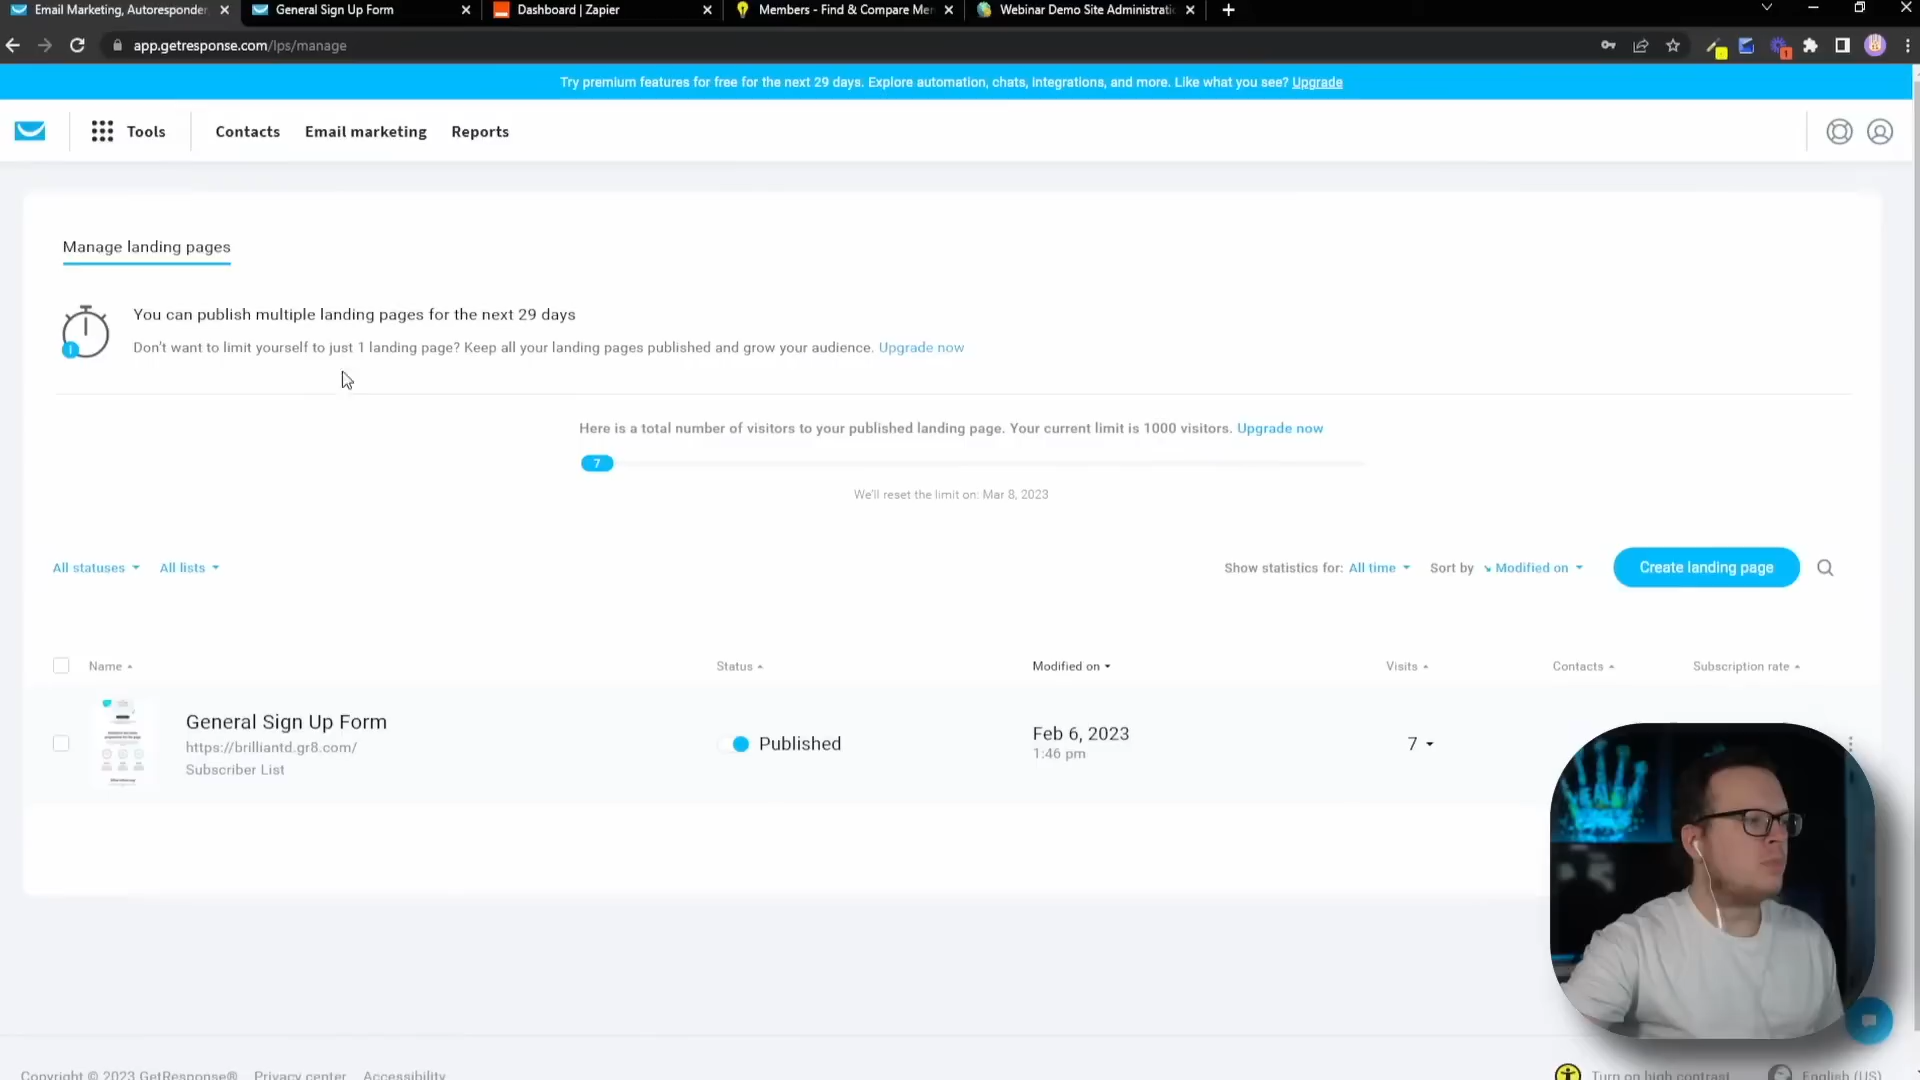 Email Marketing, Autoresponder
General Sign Up Form
Dashboard | Zapier
Members - Find & Compare Me
Webinar Demo Site Administrati
app.getresponse.com/lps/manage
Try premium features for free for the next 29 days. Explore automation, chats, integrations, and more. Like what you see? Upgrade
Tools
Contacts
Email marketing
Reports
Manage landing pages
You can publish multiple landing pages for the next 29 days
Don't want to limit yourself to just 1 landing page? Keep all your landing pages published and grow your audience. Upgrade now
Here is a total number of visitors to your published landing page. Your current limit is 1000 visitors. Upgrade now
7
We'll reset the limit on: Mar 8, 2023
All statuses
All lists
Show statistics for: All time
Sort by
Modified on
Create landing page
Name
Status
Modified on
Visits
Contacts
Subscription rate
General Sign Up Form
https://brilliantd.gr8.com/
Subscriber List
Published
Feb 6, 2023
1:46 pm
7
Copyright © 2023 GetResponse®
Privacy center
Accessibility
Turn on high contrast
English (US)